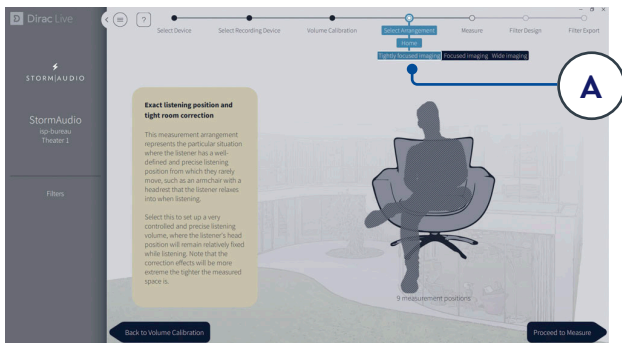 Dirac Live
?
Select Device
Select Recording Device
Volume Calibration
Select Arrangement
Measure
Filter Design
Filter Export
Home
Tightly focused imaging
Focused Imaging
Wide imaging
A
STORMAUDIO
StormAudio
isp-bureau
Theater 1
Filters
Exact listening position and
tight room correction
This measurement arrangement
represents the particular situation
where the listener has a well-
defined and precise listening
position from which they rarely
move, such as an armchair with a
headrest that the listener relaxes
into when listening.
Select this to set up a very
controlled and precise listening
volume, where the listener's head
position will remain relatively fixed
while listening. Note that the
correction effects will be more
extreme the tighter the measured
space is.
9 measurement positions
Back to Volume Calibration
Proceed to Measure